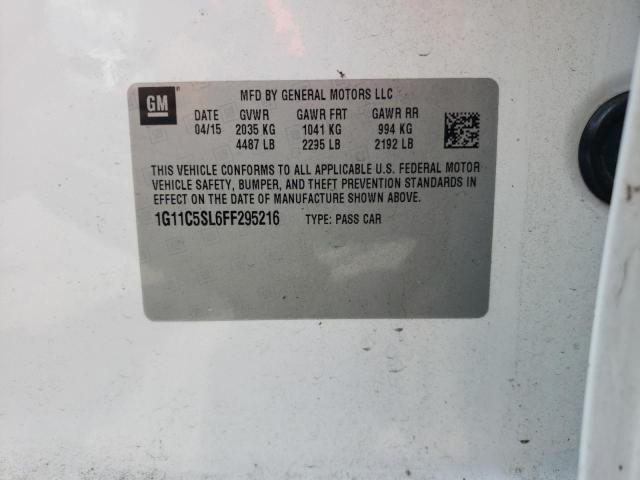 GM
MFD BY GENERAL MOTORS LLC
DATE GVWR GAWR FRT GAWR RR
04/15 2035 KG 1041 KG 994 KG
4487 LB 2295 LB 2192 LB
THIS VEHICLE CONFORMS TO ALL APPLICABLE U.S. FEDERAL MOTOR
VEHICLE SAFETY, BUMPER, AND THEFT PREVENTION STANDARDS IN
EFFECT ON THE DATE OF MANUFACTURE SHOWN ABOVE.
1G11C5SL6FF295216 TYPE: PASS CAR